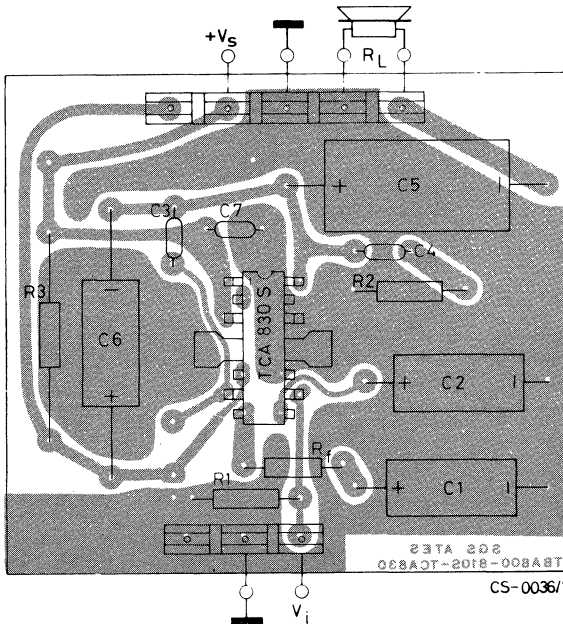 +Vs
RL
C5
C3
C7
C4
R2
R3
C6
TCA 830 S
C2
Rf
R1
C1
SGS ATES
TBA800-810S-TCA830
CS-0036/
Vi